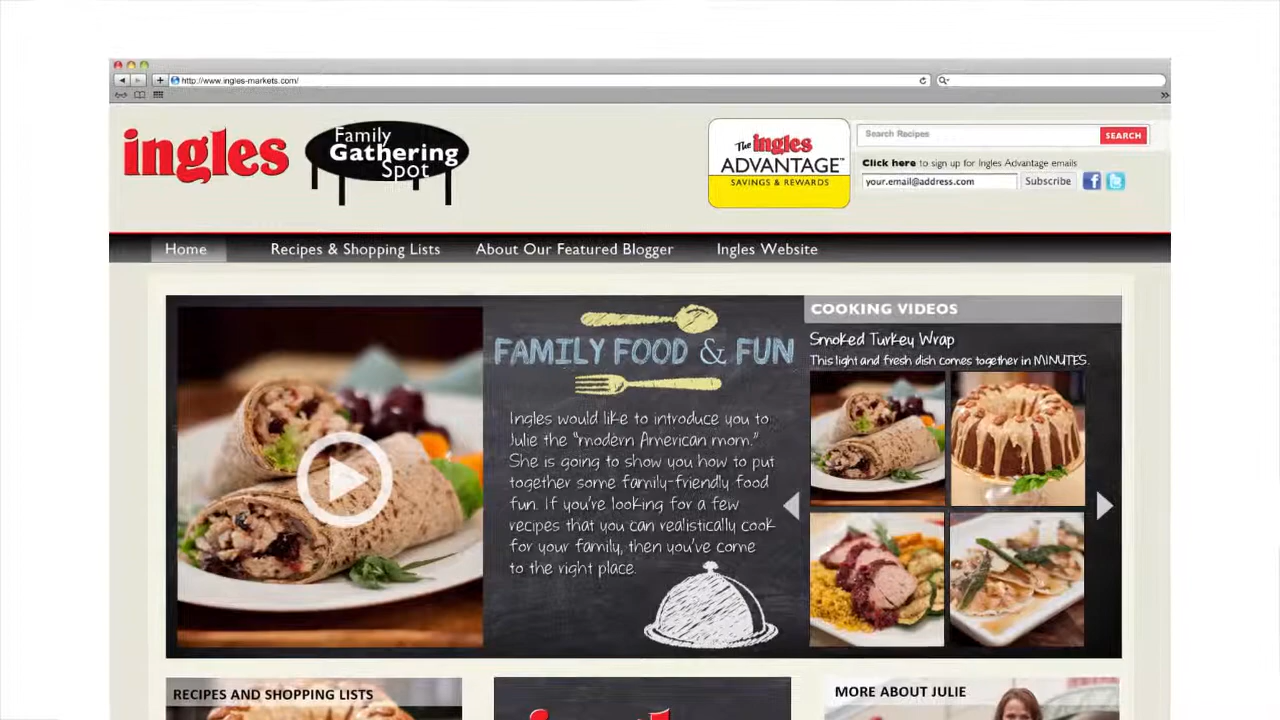 http://www.ingles-markets.com/
ingles
Family
Gathering
Spot
The ingles
ADVANTAGE™
SAVINGS & REWARDS
Search Recipes
SEARCH
Click here to sign up for Ingles Advantage emails
your.email@address.com
Subscribe
Home
Recipes & Shopping Lists
About Our Featured Blogger
Ingles Website
FAMILY FOOD & FUN
Ingles would like to introduce you to
Julie the "modern American mom."
She is going to show you how to put
together some family-friendly food
fun. If you've looking for a few
recipes that you can realistically cook
for your family, then you've come
to the right place.
COOKING VIDEOS
Smoked Turkey Wrap
This light and fresh dish comes together in MINUTES.
RECIPES AND SHOPPING LISTS
MORE ABOUT JULIE